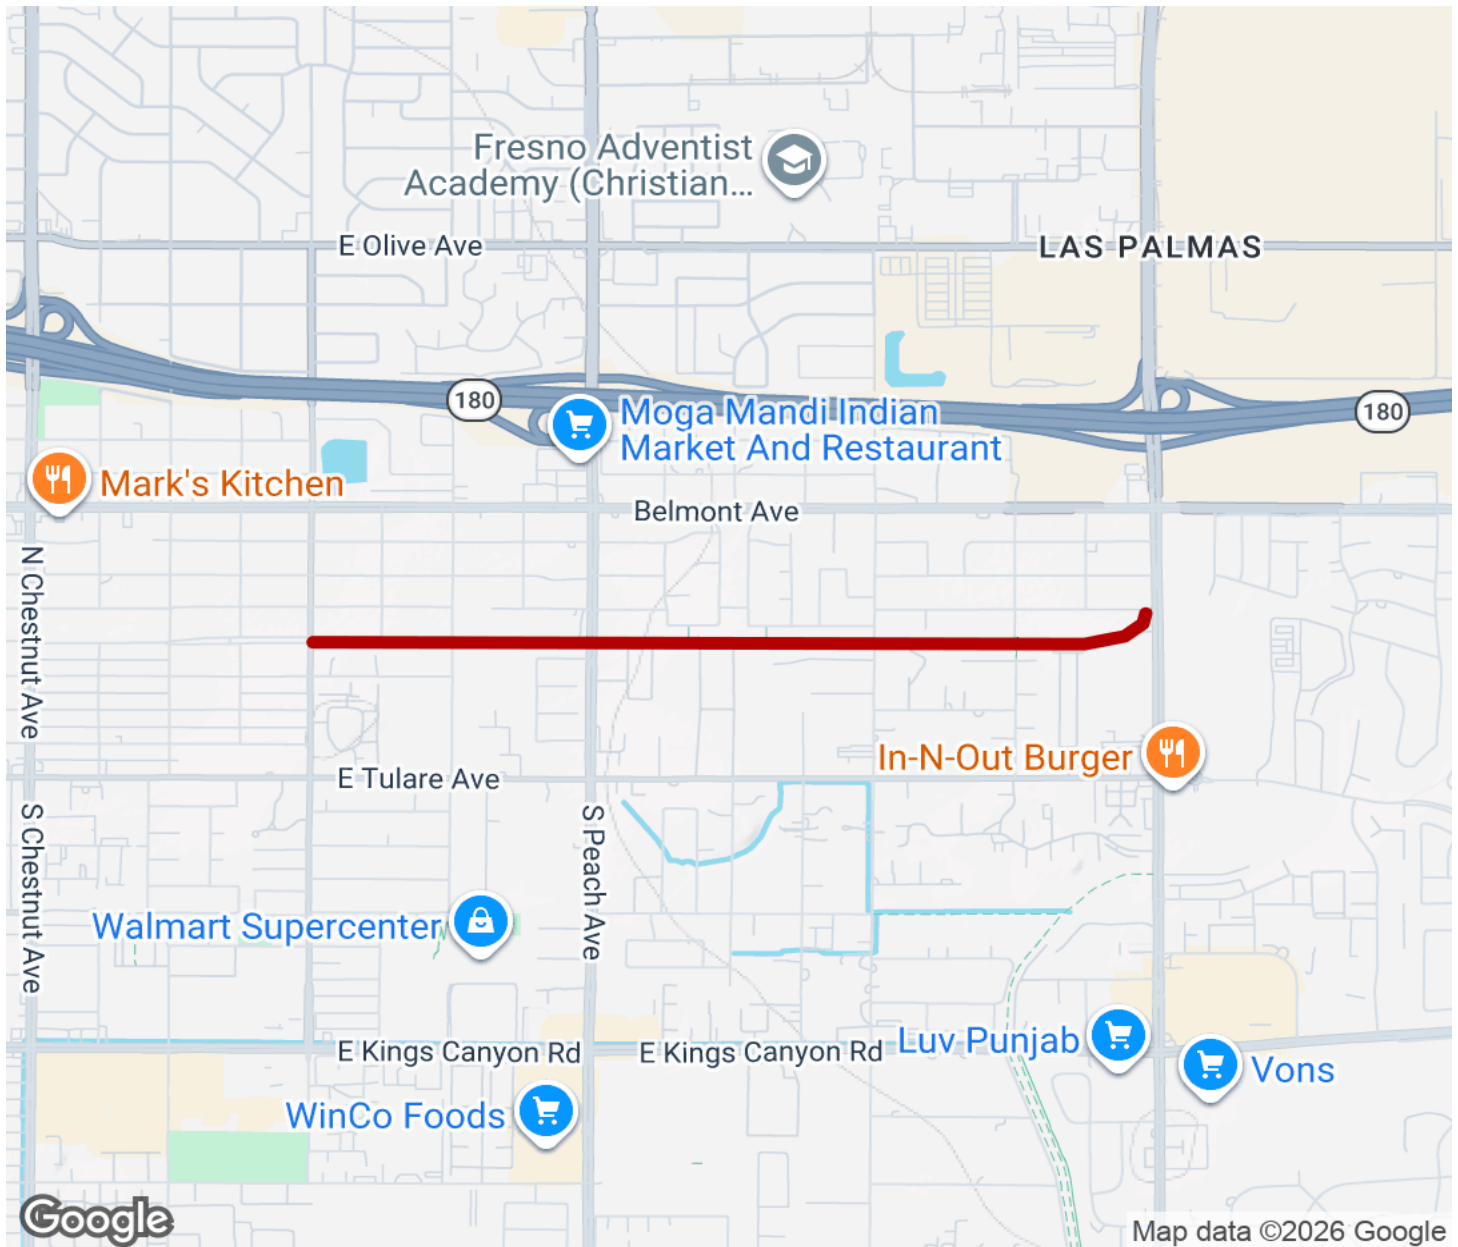 Fresno Adventist
Academy (Christian...
E Olive Ave
LAS PALMAS
180
180
Moga Mandi Indian
Market And Restaurant
Mark's Kitchen
Belmont Ave
N Chestnut Ave
In-N-Out Burger
E Tulare Ave
S Chestnut Ave
S Peach Ave
Walmart Supercenter
E Kings Canyon Rd
E Kings Canyon Rd
Luv Punjab
Vons
WinCo Foods
Google
Map data ©2026 Google